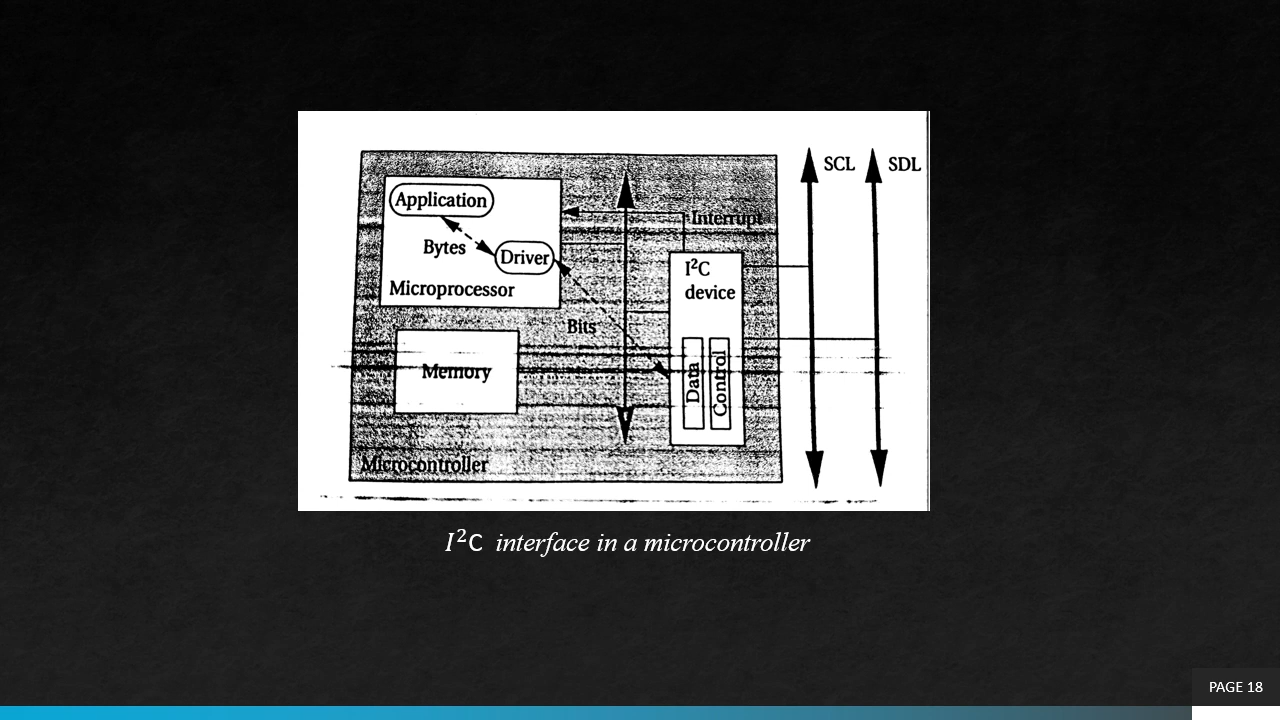 SCL
SDL
Application
Interrupt
Bytes
Driver
I²C
device
Microprocessor
Bits
Memory
Data
Control
Microcontroller
I²C interface in a microcontroller
PAGE 18